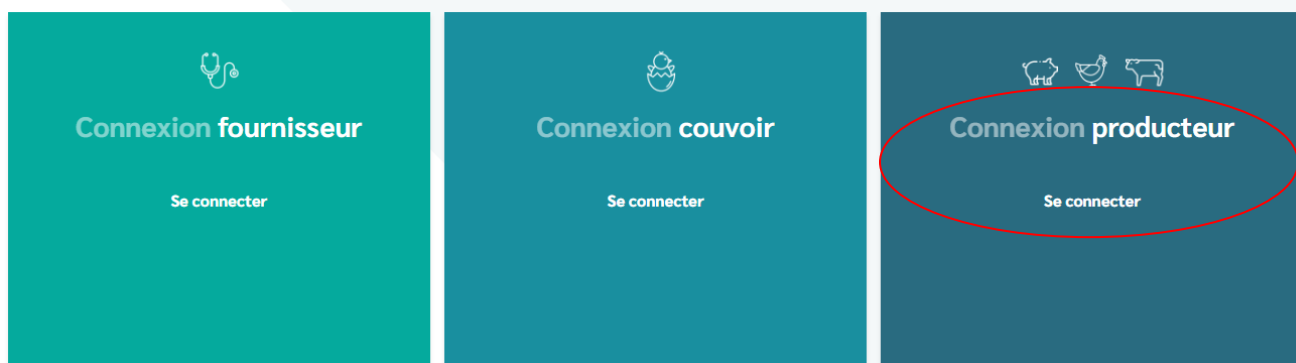 Connexion fournisseur
Se connecter
Connexion couvoir
Se connecter
Connexion producteur
Se connecter